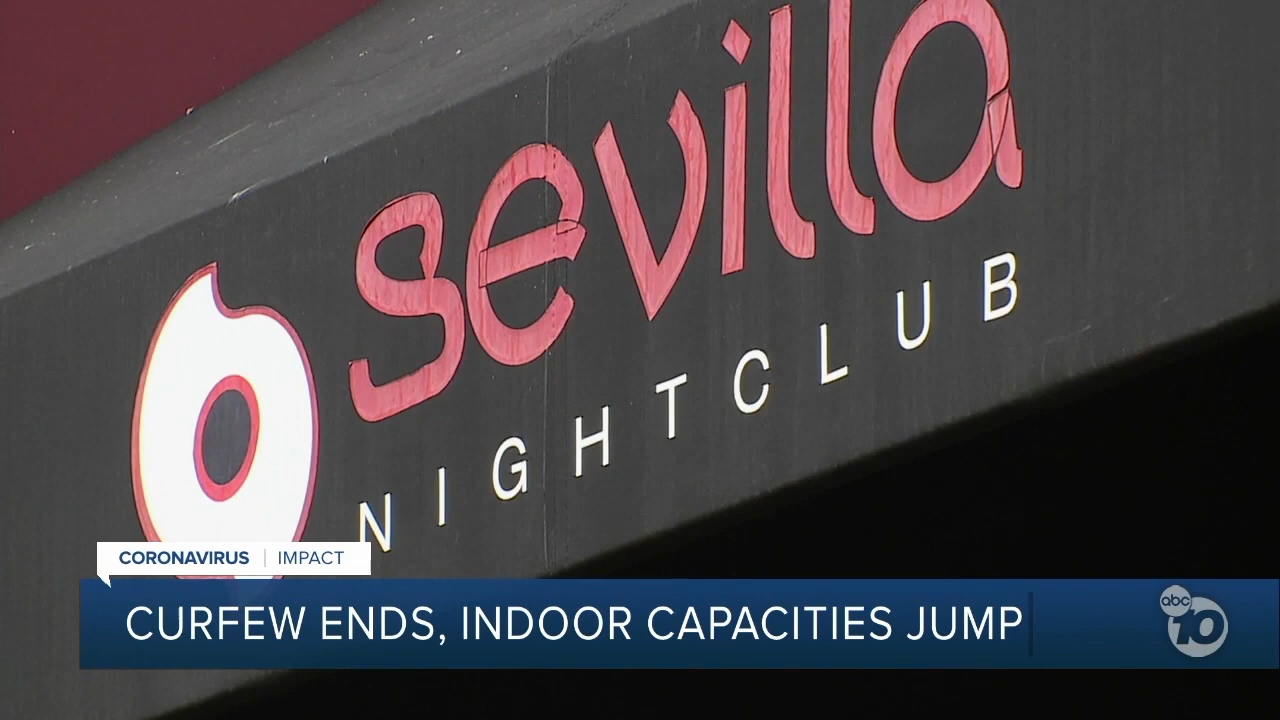 sevilla
NIGHTCLUB
CORONAVIRUS | IMPACT
CURFEW ENDS, INDOOR CAPACITIES JUMP
abc
10